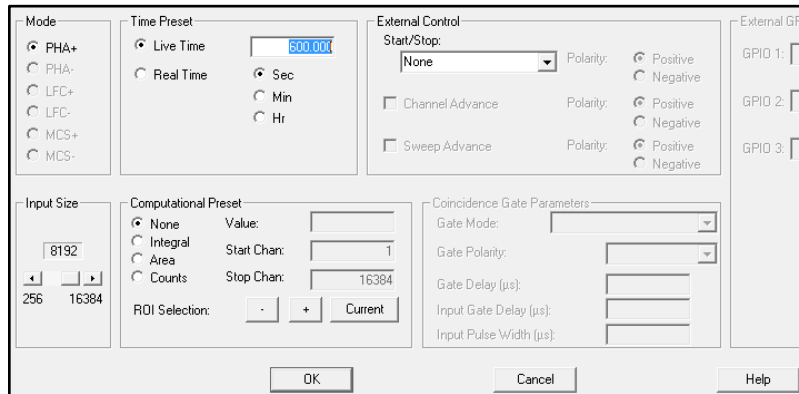 Mode
PHA+
PHA-
LFC+
LFC-
MCS+
MCS-
Time Preset
Live Time 600.000
Real Time
Sec
Min
Hr
External Control
Start/Stop:
None
Polarity: Positive
Negative
Channel Advance Polarity: Positive
Negative
Sweep Advance Polarity: Positive
Negative
External GP
GPIO 1:
GPIO 2:
GPIO 3:
Input Size
8192
256 16384
Computational Preset
None Value:
Integral
Area
Counts
Start Chan: 1
Stop Chan: 16384
ROI Selection: - + Current
Coincidence Gate Parameters
Gate Mode:
Gate Polarity:
Gate Delay (µs):
Input Gate Delay (µs):
Input Pulse Width (µs):
OK Cancel Help